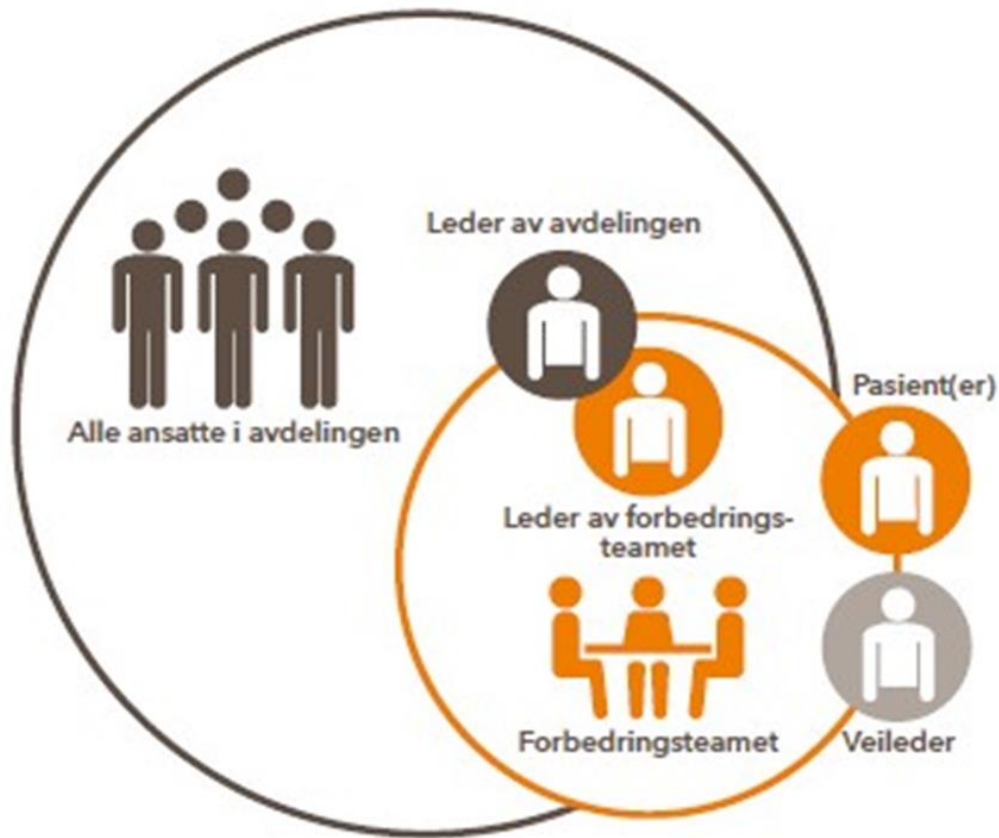 Leder av avdelingen
Alle ansatte i avdelingen
Pasient(er)
Leder av forbedrings-
teamet
Forbedringsteamet
Veileder